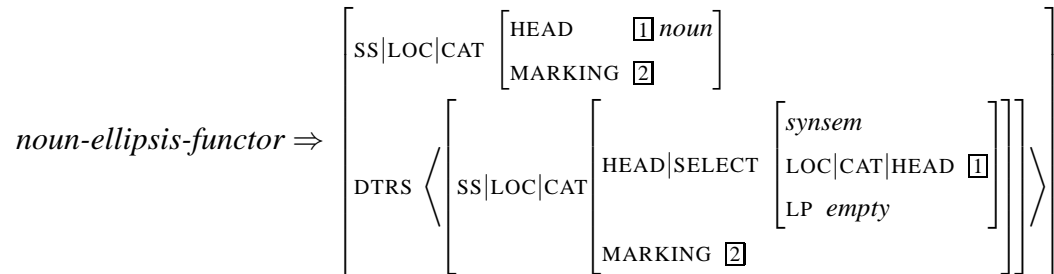 SS|LOC|CAT [HEAD [1] noun
MARKING [2]]
noun-ellipsis-functor ⇒
DTRS ⟨[SS|LOC|CAT [HEAD|SELECT [synsem
LOC|CAT|HEAD [1]
LP empty]
MARKING [2]]]⟩